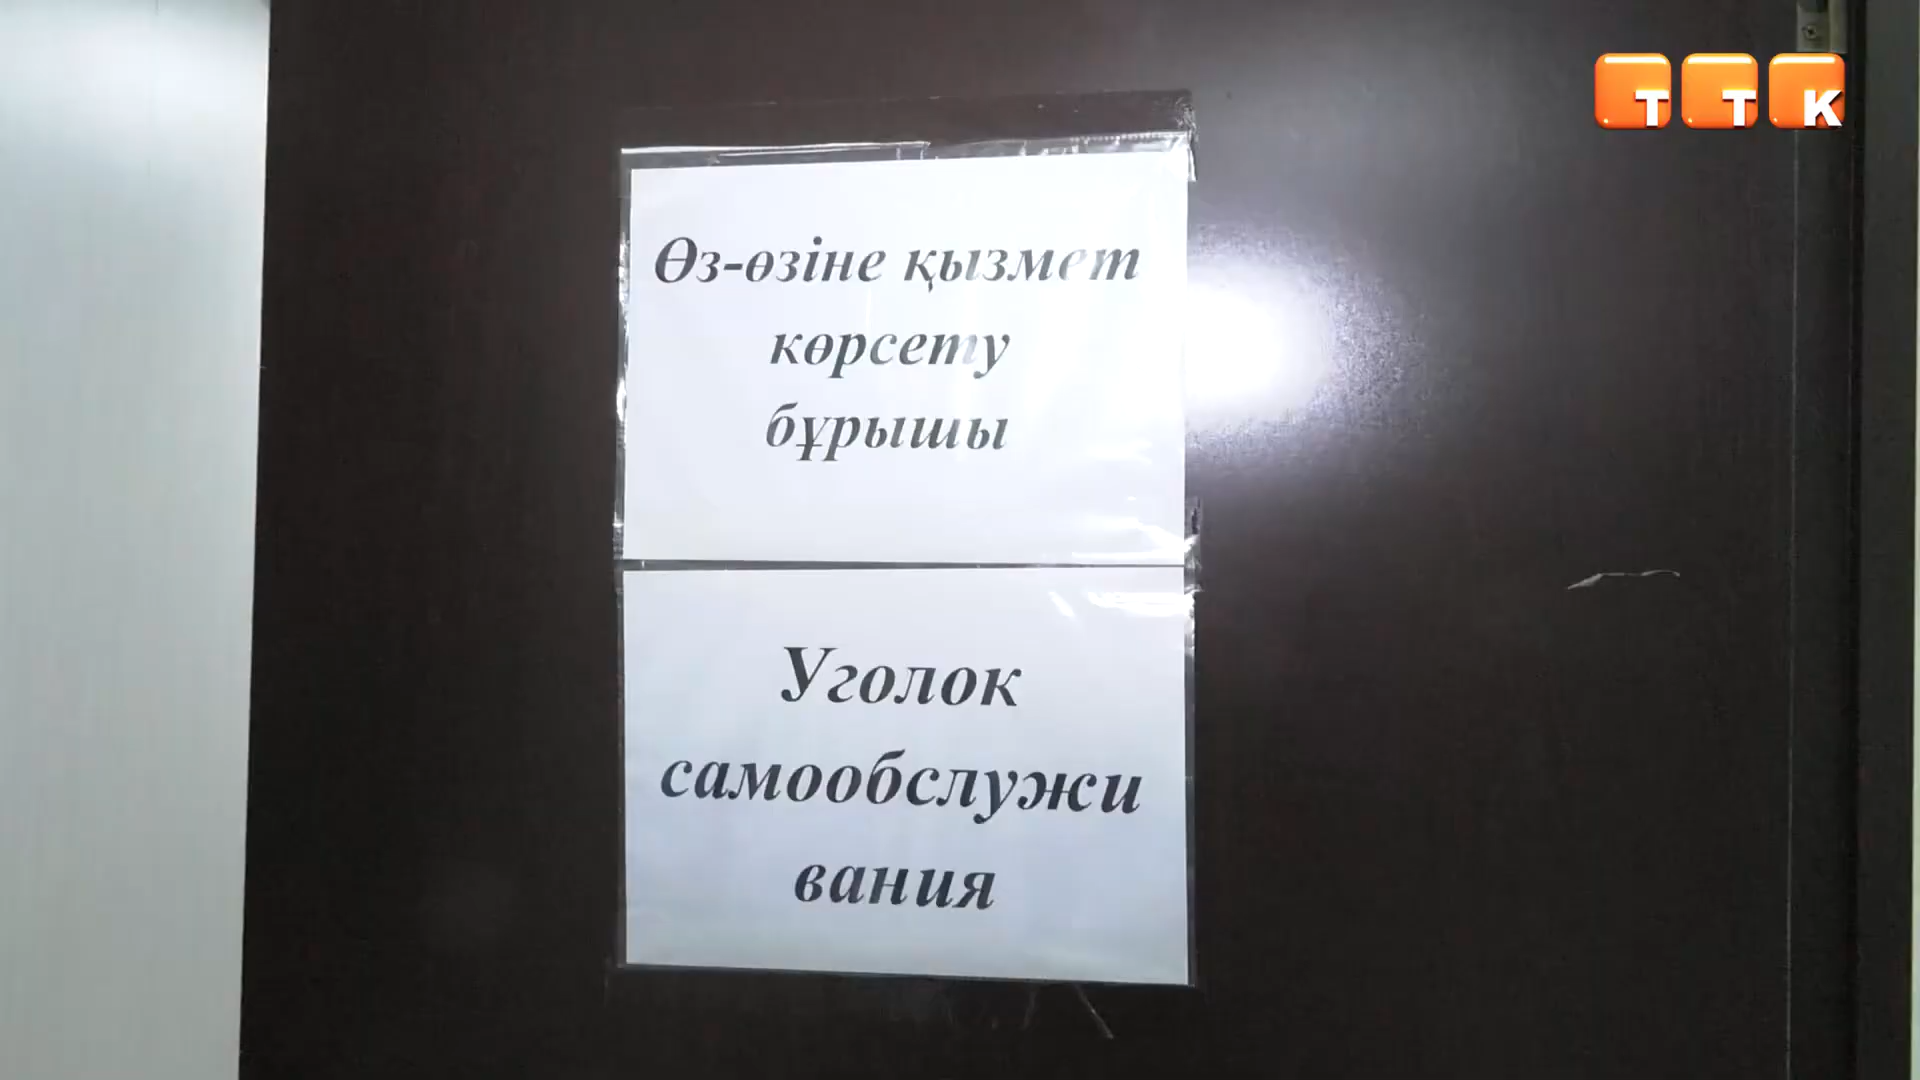 ТТК
Өз-өзіне қызмет
көрсету
бұрышы
Уголок
самообслужи
вания